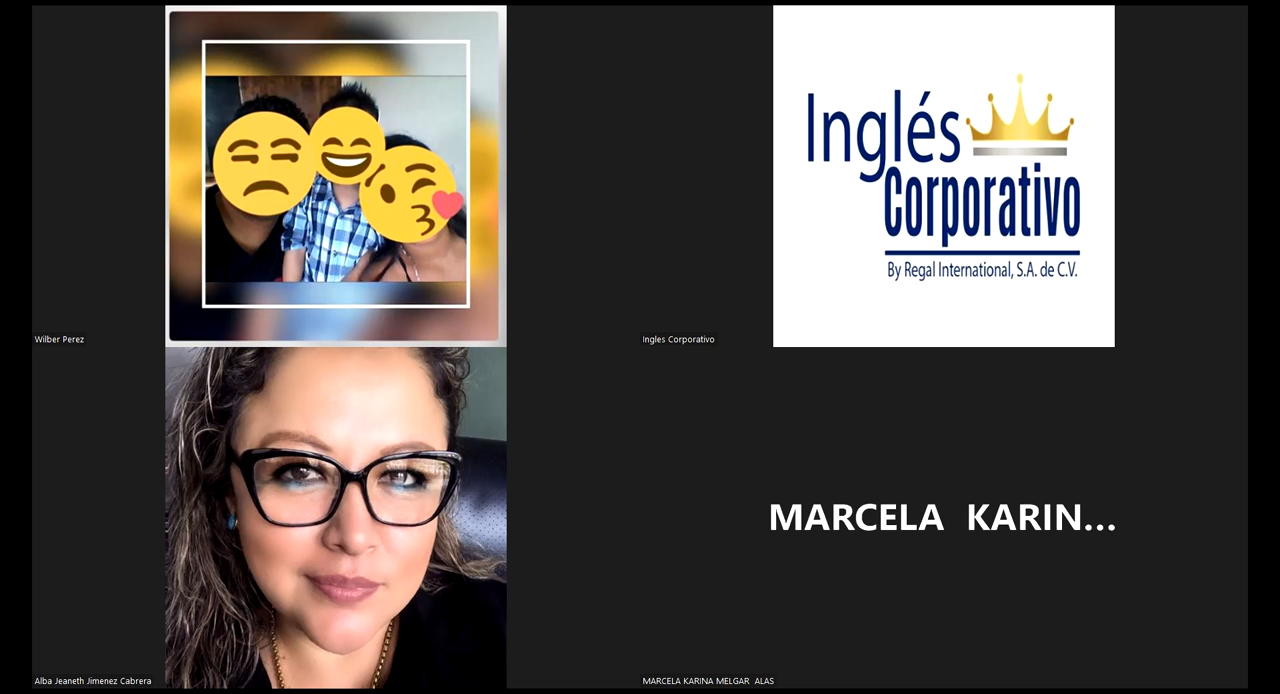 Wilber Perez
Inglés
Corporativo
By Regal International, S.A. de C.V.
Ingles Corporativo
Alba Jeaneth Jimenez Cabrera
MARCELA KARIN...
MARCELA KARINA MELGAR ALAS